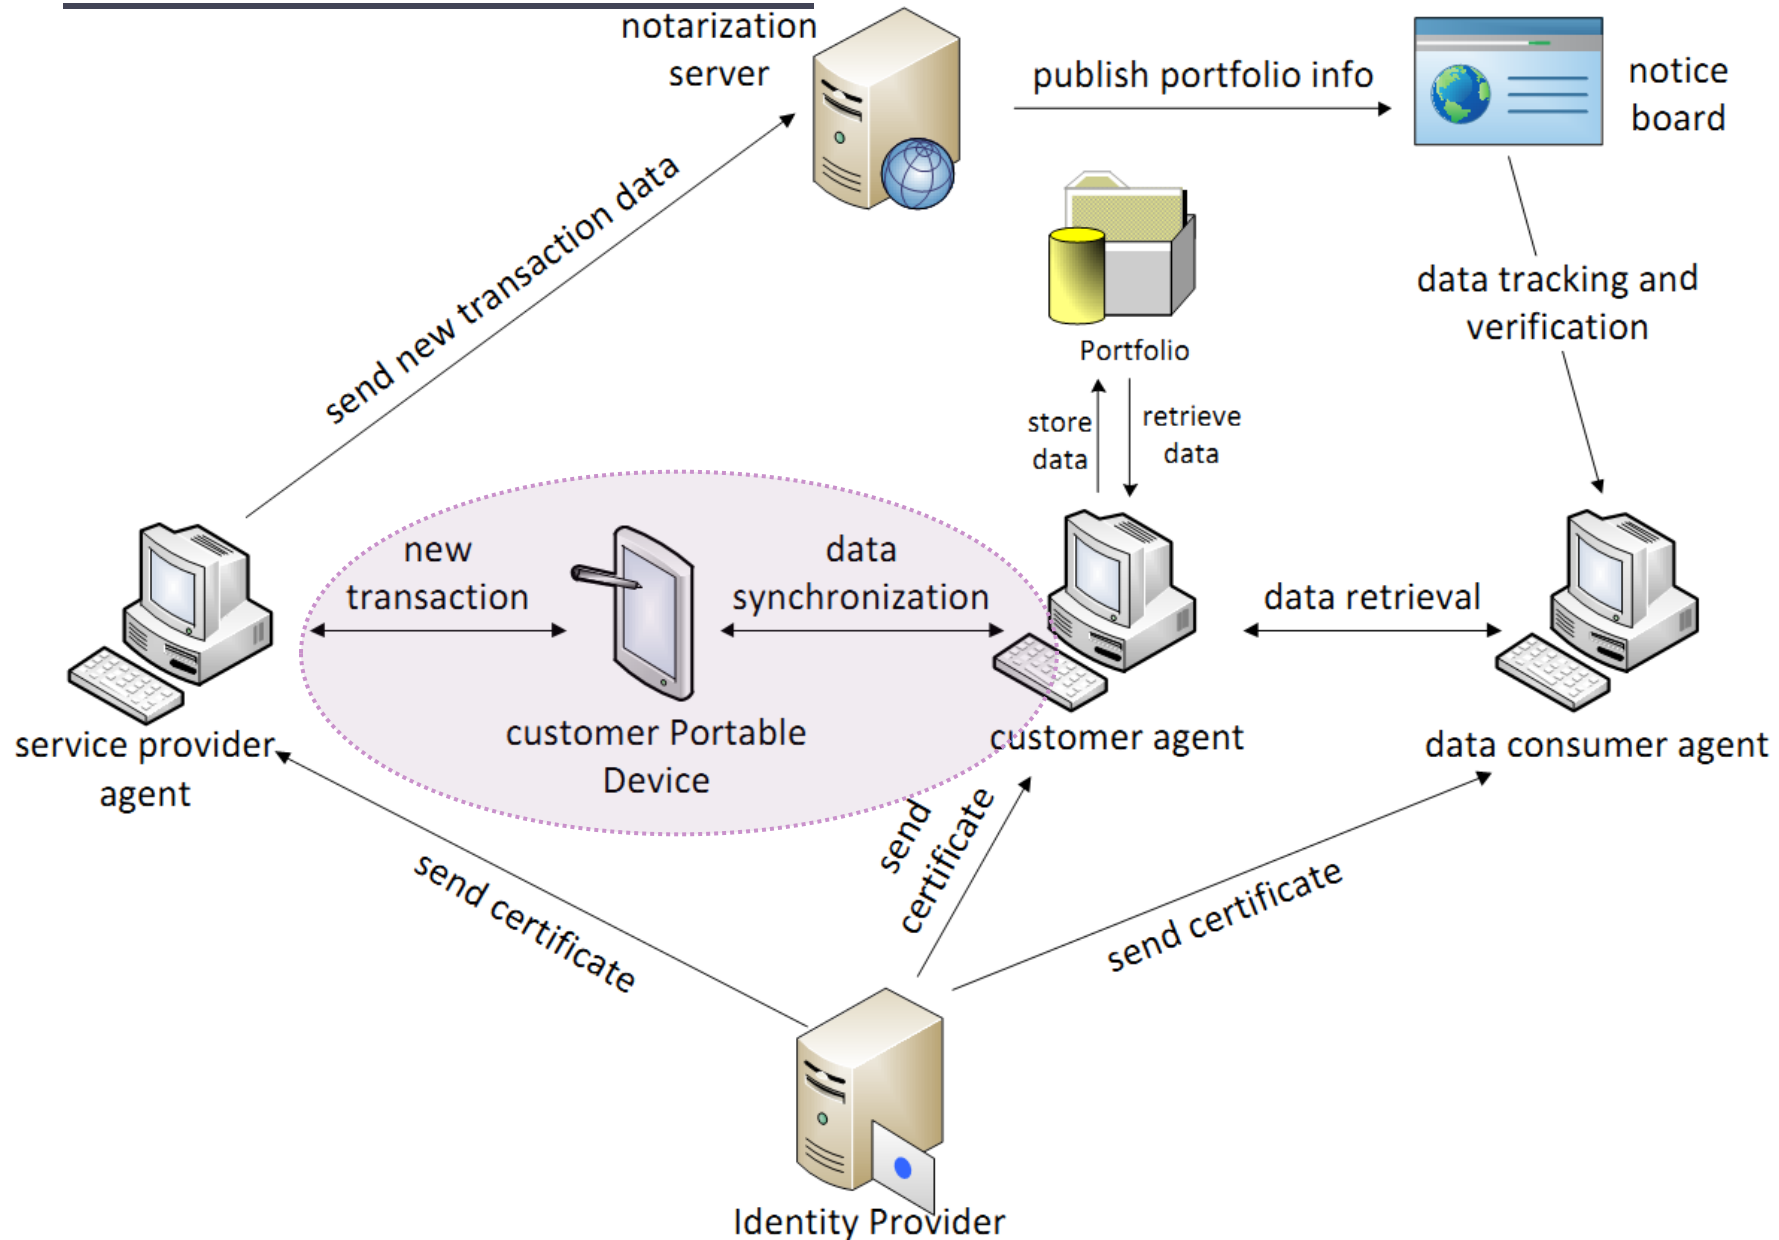 notarization
server
publish portfolio info
notice
board
send new transaction data
data tracking and
verification
Portfolio
store
data
retrieve
data
new
transaction
data
synchronization
data retrieval
customer Portable
Device
service provider
agent
customer agent
data consumer agent
send certificate
send
certificate
send certificate
Identity Provider